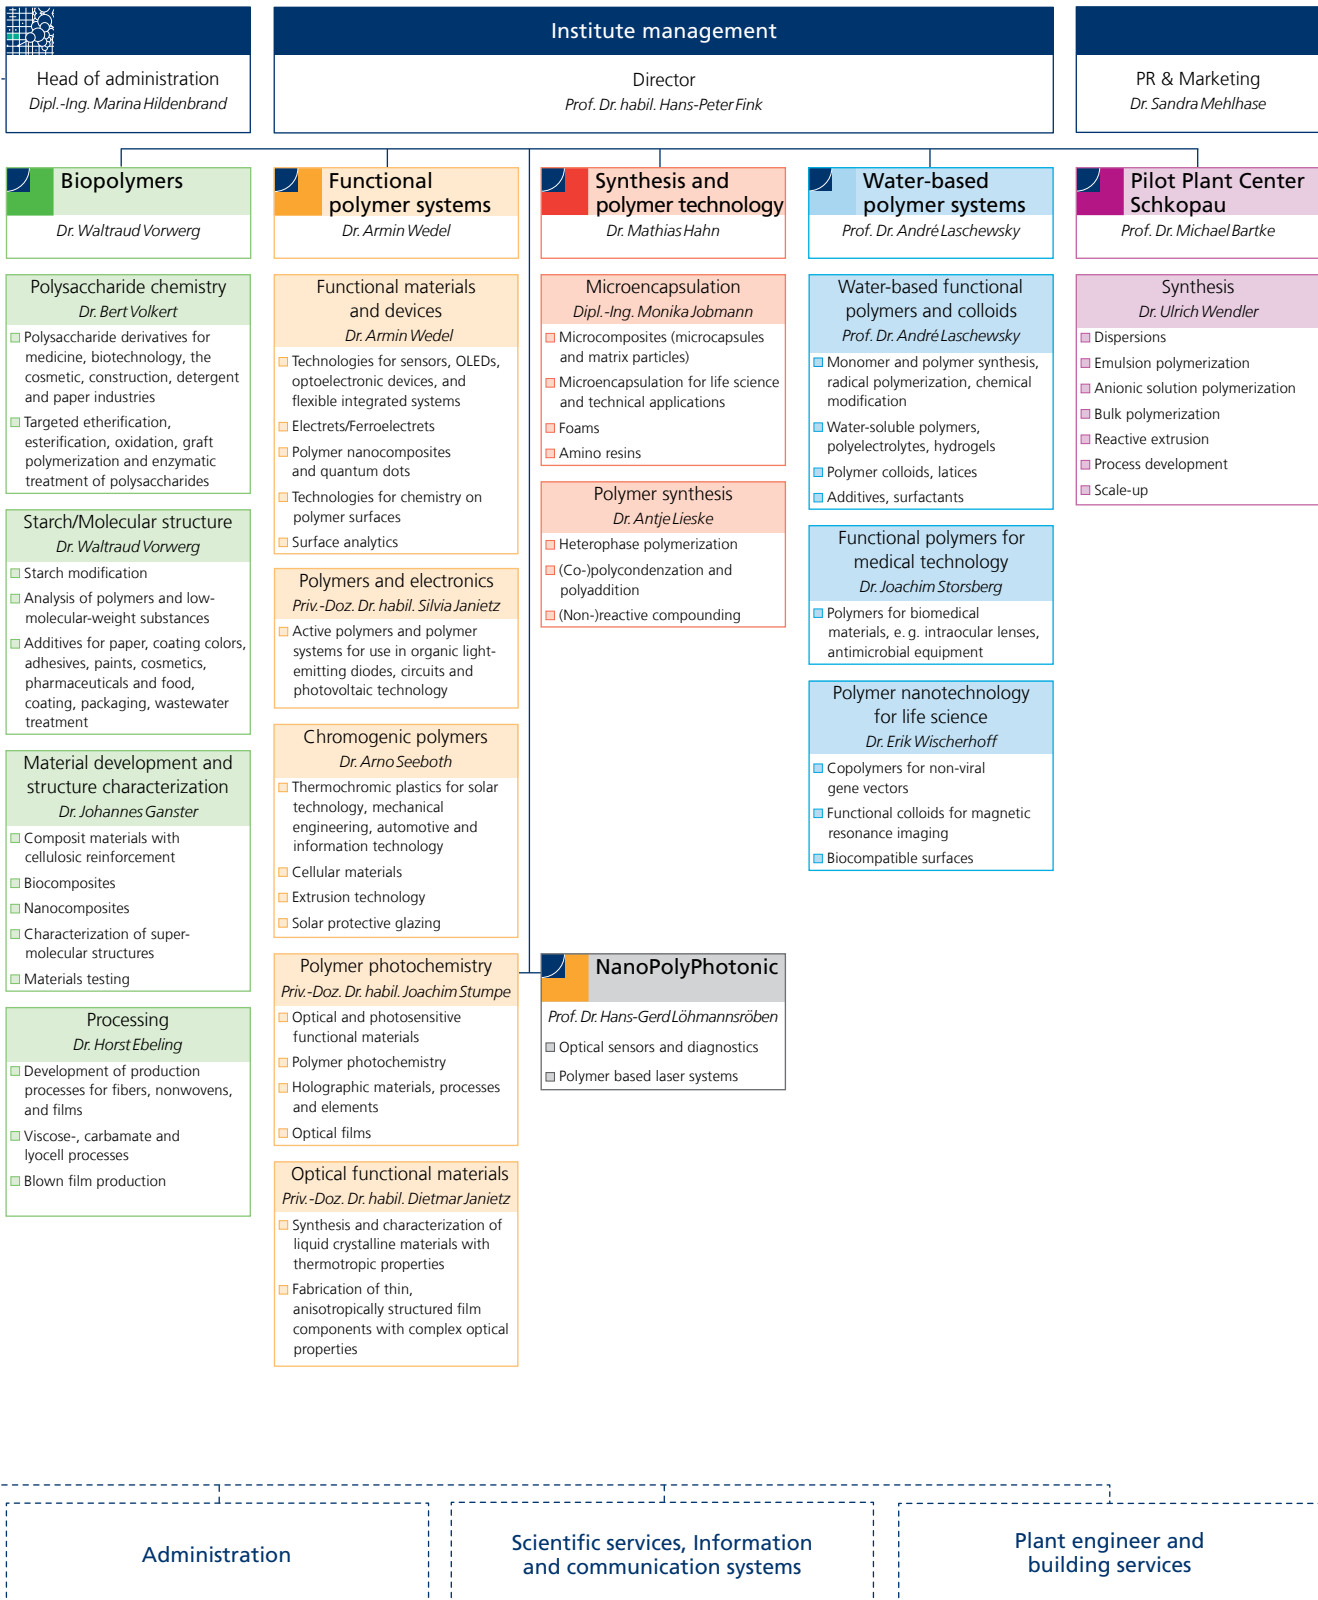 Institute management
Head of administration
Dipl.-Ing. Marina Hildenbrand
Director
Prof. Dr. habil. Hans-Peter Fink
PR & Marketing
Dr. Sandra Mehlhase
Biopolymers
Dr. Waltraud Vorwerg
Polysaccharide chemistry
Dr. Bert Volkert
Polysaccharide derivatives for
medicine, biotechnology, the
cosmetic, construction, detergent
and paper industries
Targeted etherification,
esterification, oxidation, graft
polymerization and enzymatic
treatment of polysaccharides
Starch/Molecular structure
Dr. Waltraud Vorwerg
Starch modification
Analysis of polymers and low-
molecular-weight substances
Additives for paper, coating colors,
adhesives, paints, cosmetics,
pharmaceuticals and food,
coating, packaging, wastewater
treatment
Material development and
structure characterization
Dr. Johannes Ganster
Composit materials with
cellulosic reinforcement
Biocomposites
Nanocomposites
Characterization of super-
molecular structures
Materials testing
Processing
Dr. Horst Ebeling
Development of production
processes for fibers, nonwovens,
and films
Viscose-, carbamate and
lyocell processes
Blown film production
Functional
polymer systems
Dr. Armin Wedel
Functional materials
and devices
Dr. Armin Wedel
Technologies for sensors, OLEDs,
optoelectronic devices, and
flexible integrated systems
Electrets/Ferroelectrets
Polymer nanocomposites
and quantum dots
Technologies for chemistry on
polymer surfaces
Surface analytics
Polymers and electronics
Priv.-Doz. Dr. habil. Silvia Janietz
Active polymers and polymer
systems for use in organic light-
emitting diodes, circuits and
photovoltaic technology
Chromogenic polymers
Dr. Arno Seeboth
Thermochromic plastics for solar
technology, mechanical
engineering, automotive and
information technology
Cellular materials
Extrusion technology
Solar protective glazing
Polymer photochemistry
Priv.-Doz. Dr. habil. Joachim Stumpe
Optical and photosensitive
functional materials
Polymer photochemistry
Holographic materials, processes
and elements
Optical films
Optical functional materials
Priv.-Doz. Dr. habil. Dietmar Janietz
Synthesis and characterization of
liquid crystalline materials with
thermotropic properties
Fabrication of thin,
anisotropically structured film
components with complex optical
properties
Synthesis and
polymer technology
Dr. Mathias Hahn
Microencapsulation
Dipl.-Ing. Monika Jobmann
Microcomposites (microcapsules
and matrix particles)
Microencapsulation for life science
and technical applications
Foams
Amino resins
Polymer synthesis
Dr. Antje Lieske
Heterophase polymerization
(Co-)polycondenzation and
polyaddition
(Non-)reactive compounding
NanoPolyPhotonic
Prof. Dr. Hans-Gerd Löhmannsröben
Optical sensors and diagnostics
Polymer based laser systems
Water-based
polymer systems
Prof. Dr. André Laschewsky
Water-based functional
polymers and colloids
Prof. Dr. André Laschewsky
Monomer and polymer synthesis,
radical polymerization, chemical
modification
Water-soluble polymers,
polyelectrolytes, hydrogels
Polymer colloids, latices
Additives, surfactants
Functional polymers for
medical technology
Dr. Joachim Storsberg
Polymers for biomedical
materials, e. g. intraocular lenses,
antimicrobial equipment
Polymer nanotechnology
for life science
Dr. Erik Wischerhoff
Copolymers for non-viral
gene vectors
Functional colloids for magnetic
resonance imaging
Biocompatible surfaces
Pilot Plant Center
Schkopau
Prof. Dr. Michael Bartke
Synthesis
Dr. Ulrich Wendler
Dispersions
Emulsion polymerization
Anionic solution polymerization
Bulk polymerization
Reactive extrusion
Process development
Scale-up
Administration
Scientific services, Information
and communication systems
Plant engineer and
building services